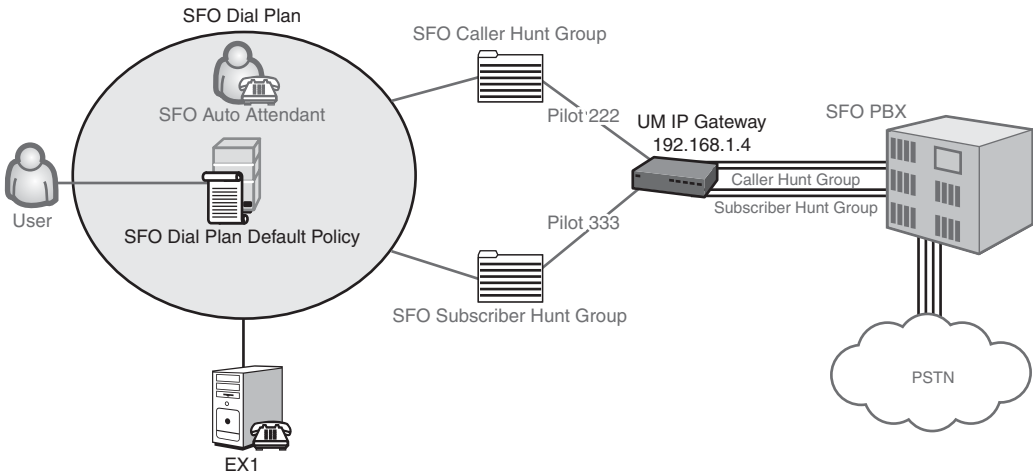 SFO Dial Plan
SFO Caller Hunt Group
SFO Auto Attendant
Pilot 222
UM IP Gateway
192.168.1.4
SFO PBX
Caller Hunt Group
Subscriber Hunt Group
User
SFO Dial Plan Default Policy
Pilot 333
SFO Subscriber Hunt Group
PSTN
EX1